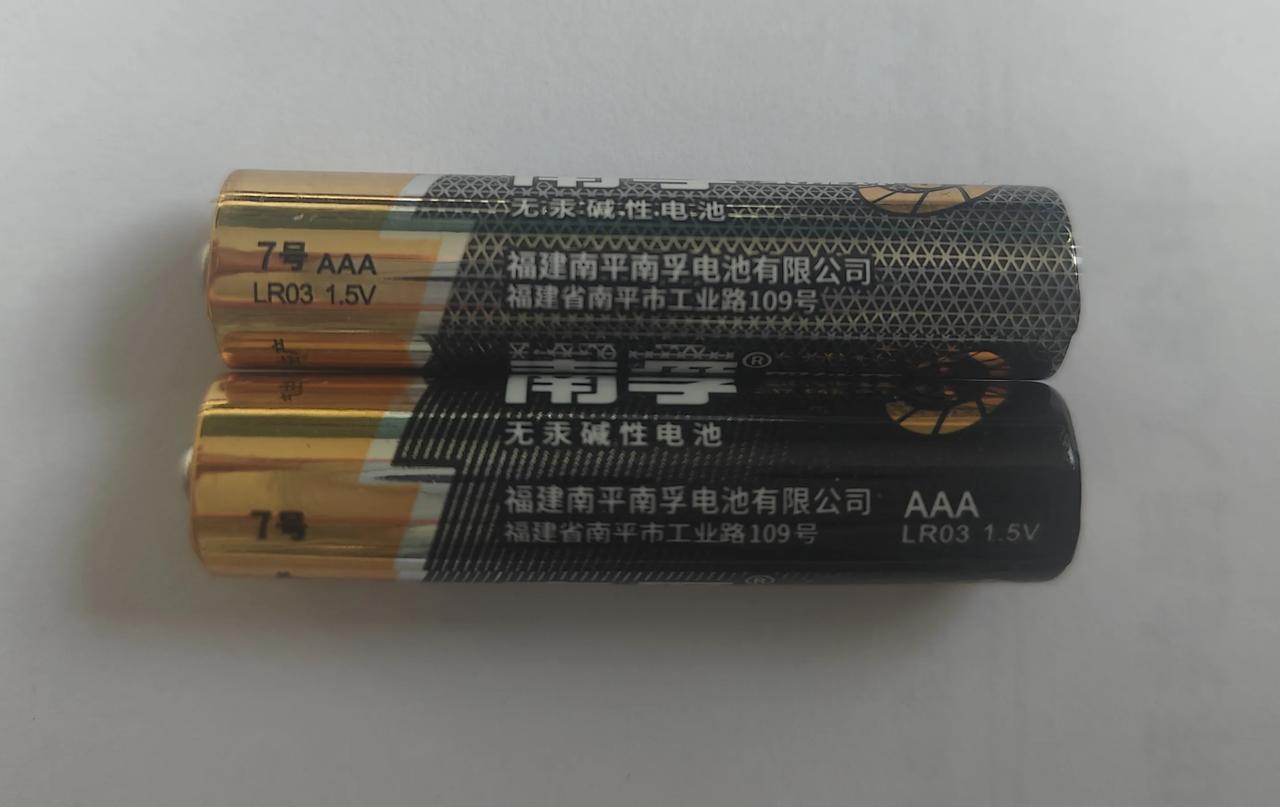 南孚
无汞碱性电池
7号 AAA
LR03 1.5V
福建南平南孚电池有限公司
福建省南平市工业路109号
南孚®
无汞碱性电池
7号
福建南平南孚电池有限公司
福建省南平市工业路109号
AAA
LR03 1.5V